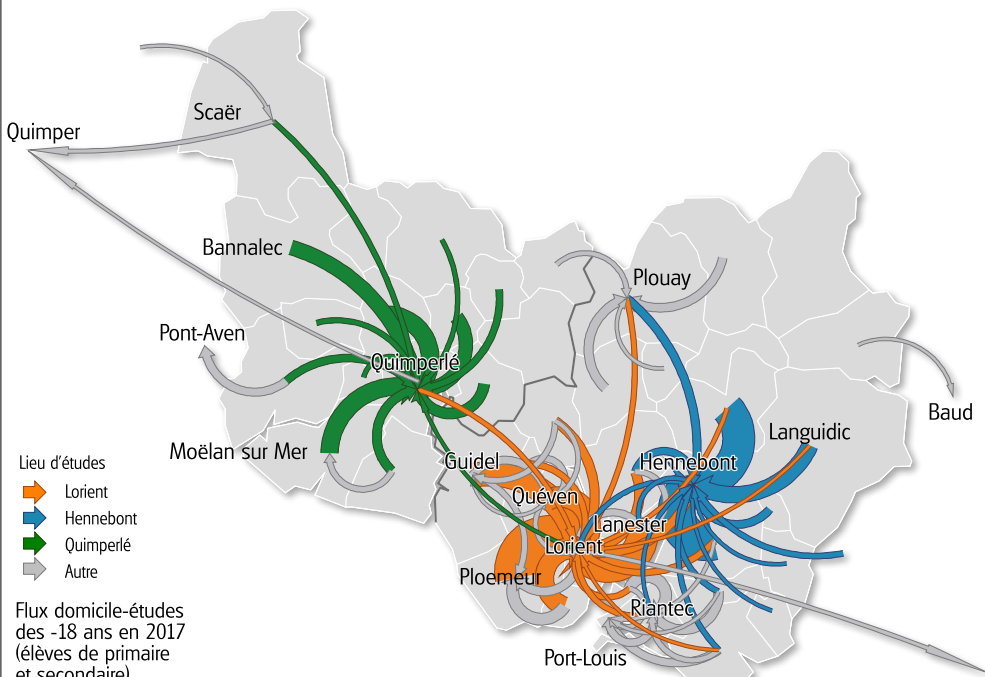 Scaër
Quimper
Bannalec
Plouay
Pont-Aven
Quimperlé
Baud
Languidic
Moëlan sur Mer
Guidel
Hennebont
Quéven
Lanester
Lorient
Ploemeur
Riantec
Port-Louis
Lieu d'études
Lorient
Hennebont
Quimperlé
Autre
Flux domicile-études
des -18 ans en 2017
(élèves de primaire
et secondaire)